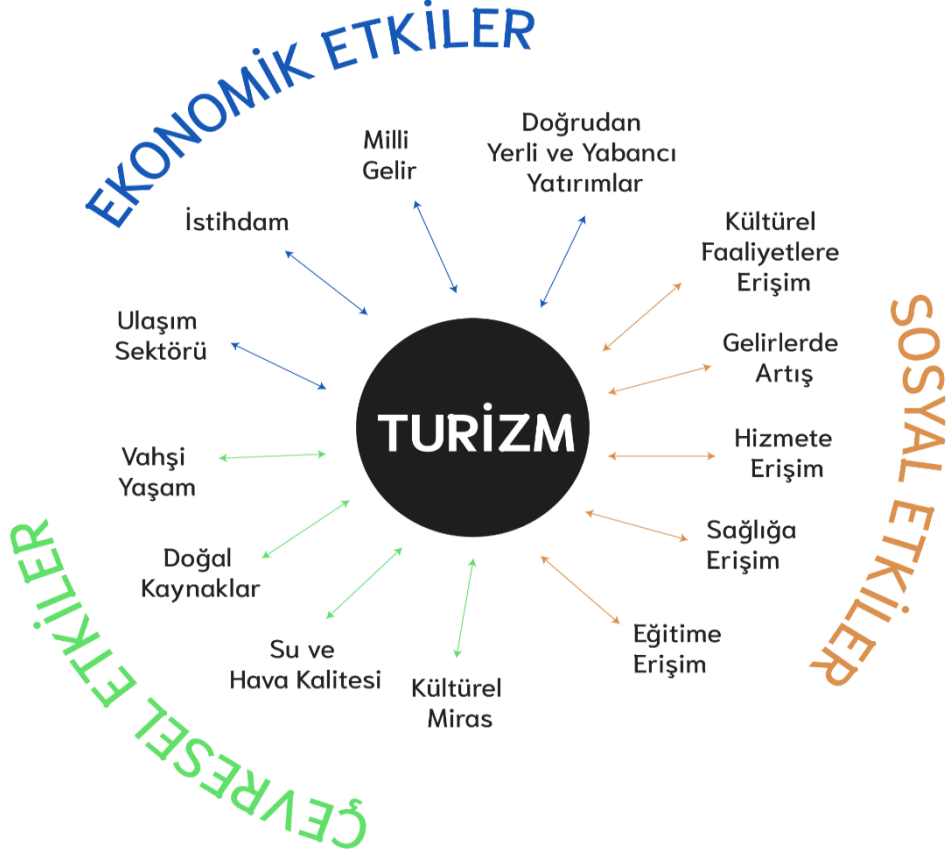 EKONOMİK ETKİLER
Milli
Gelir
Doğrudan
Yerli ve Yabancı
Yatırımlar
İstihdam
Ulaşım
Sektörü
Kültürel
Faaliyetlere
Erişim
Gelirlerde
Artış
Hizmete
Erişim
Sağlığa
Erişim
Eğitime
Erişim
SOSYAL ETKİLER
TURİZM
Vahşi
Yaşam
Doğal
Kaynaklar
Su ve
Hava Kalitesi
Kültürel
Miras
ÇEVRESEL ETKİLER